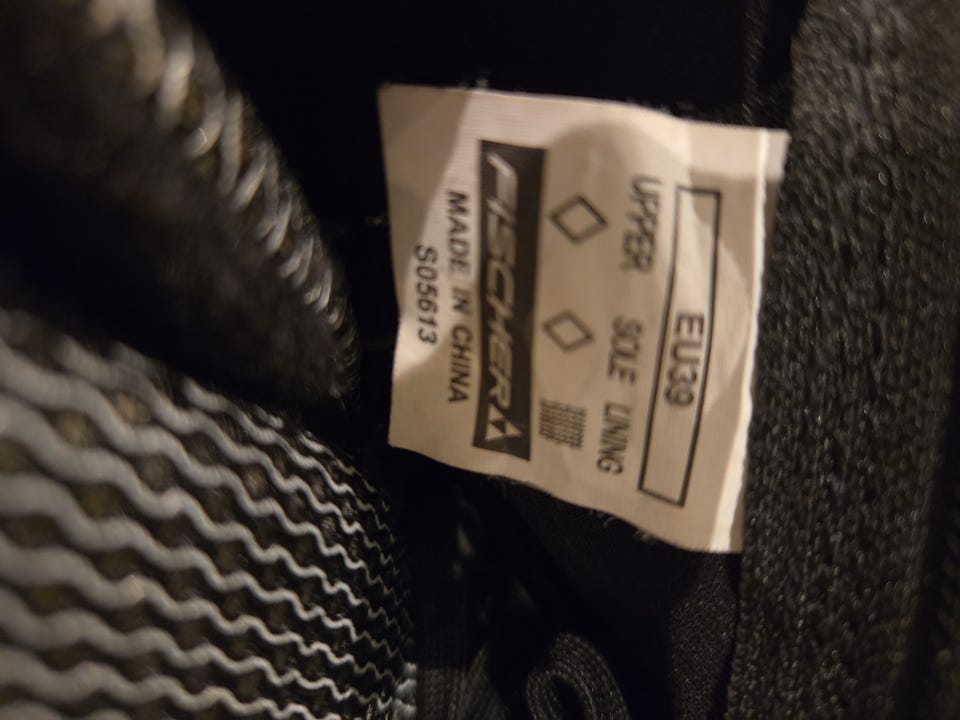 EU39
UPPER SOLE LINING
FISCHER
MADE IN CHINA
S05613